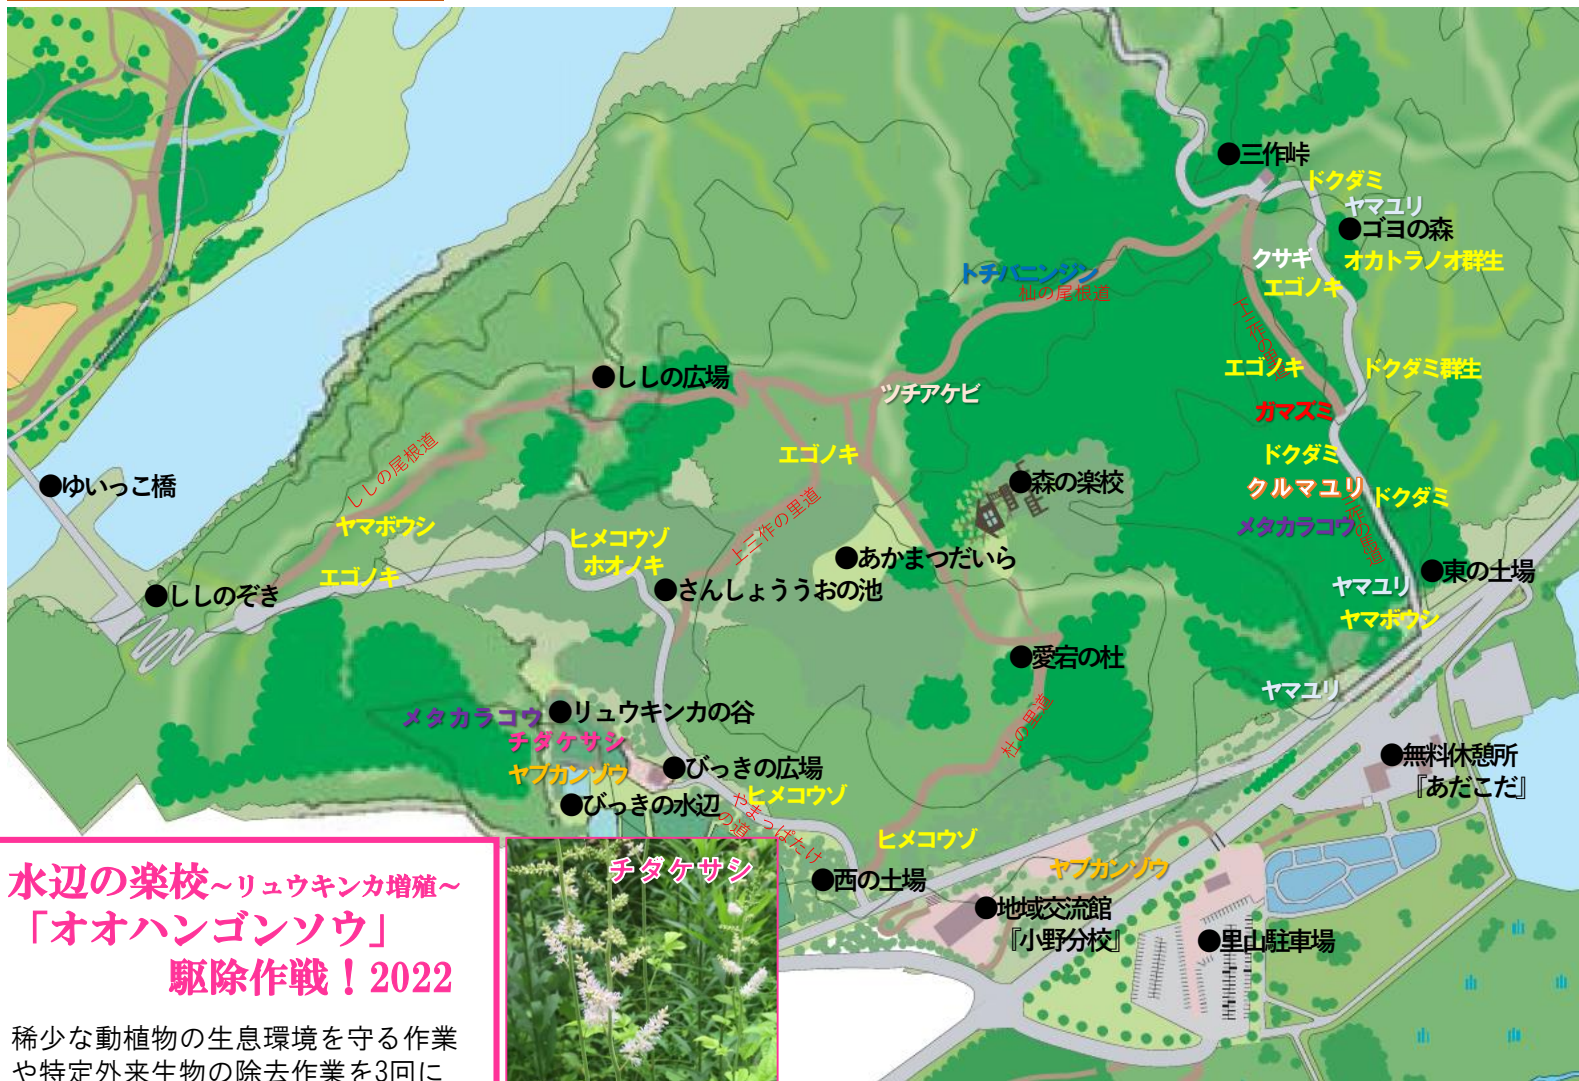 ●三作峠
ドクダミ
ヤマユリ
●ゴヨの森
クサギ
オカトラノオ群生
エゴノキ
トチバニンジン
杣の尾根道
エゴノキ
ドクダミ群生
●ししの広場
ツチアケビ
ガマズミ
ししの尾根道
エゴノキ
ドクダミ
●森の楽校
クルマユリ
ドクダミ
●ゆいっこ橋
メタカラコウ
ヤマボウシ
ヒメコウゾ
ホオノキ
上三作の里道
●あかまつだいら
エゴノキ
●さんしょううおの池
●ししのぞき
●東の土場
ヤマユリ
ヤマボウシ
●愛宕の杜
ヤマユリ
メタカラコウ
●リュウキンカの谷
チダケサシ
杜の里道
ヤブカンゾウ
●びっきの広場
●無料休憩所
『あだこだ』
●びっきの水辺
ヒメコウゾ
やまっぱたけ
の道
ヒメコウゾ
●西の土場
ヤブカンゾウ
●地域交流館
『小野分校』
●里山駐車場
水辺の楽校~リュウキンカ増殖~
「オオハンゴンソウ」
駆除作戦！2022
稀少な動植物の生息環境を守る作業
や特定外来生物の除去作業を3回に
チダケサシ